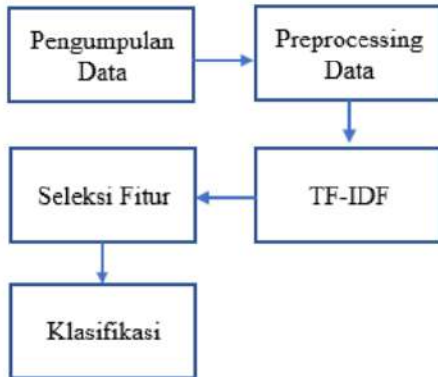 Pengumpulan
Data
Preprocessing
Data
TF-IDF
Seleksi Fitur
Klasifikasi